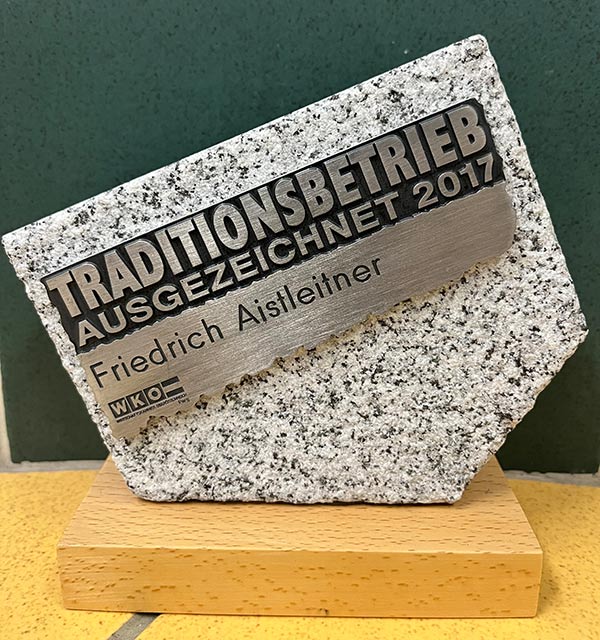 TRADITIONSBETRIEB
AUSGEZEICHNET 2017
Friedrich Aistleitner
WKO